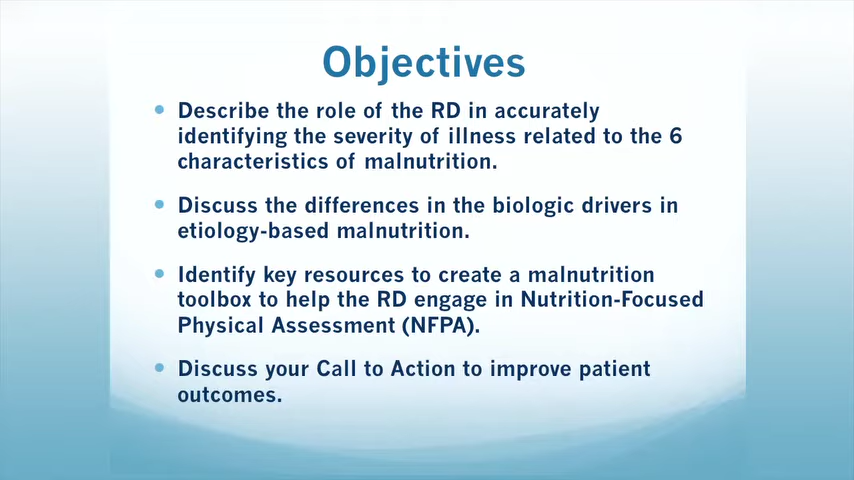 Objectives
• Describe the role of the RD in accurately
identifying the severity of illness related to the 6
characteristics of malnutrition.
• Discuss the differences in the biologic drivers in
etiology-based malnutrition.
• Identify key resources to create a malnutrition
toolbox to help the RD engage in Nutrition-Focused
Physical Assessment (NFPA).
• Discuss your Call to Action to improve patient
outcomes.